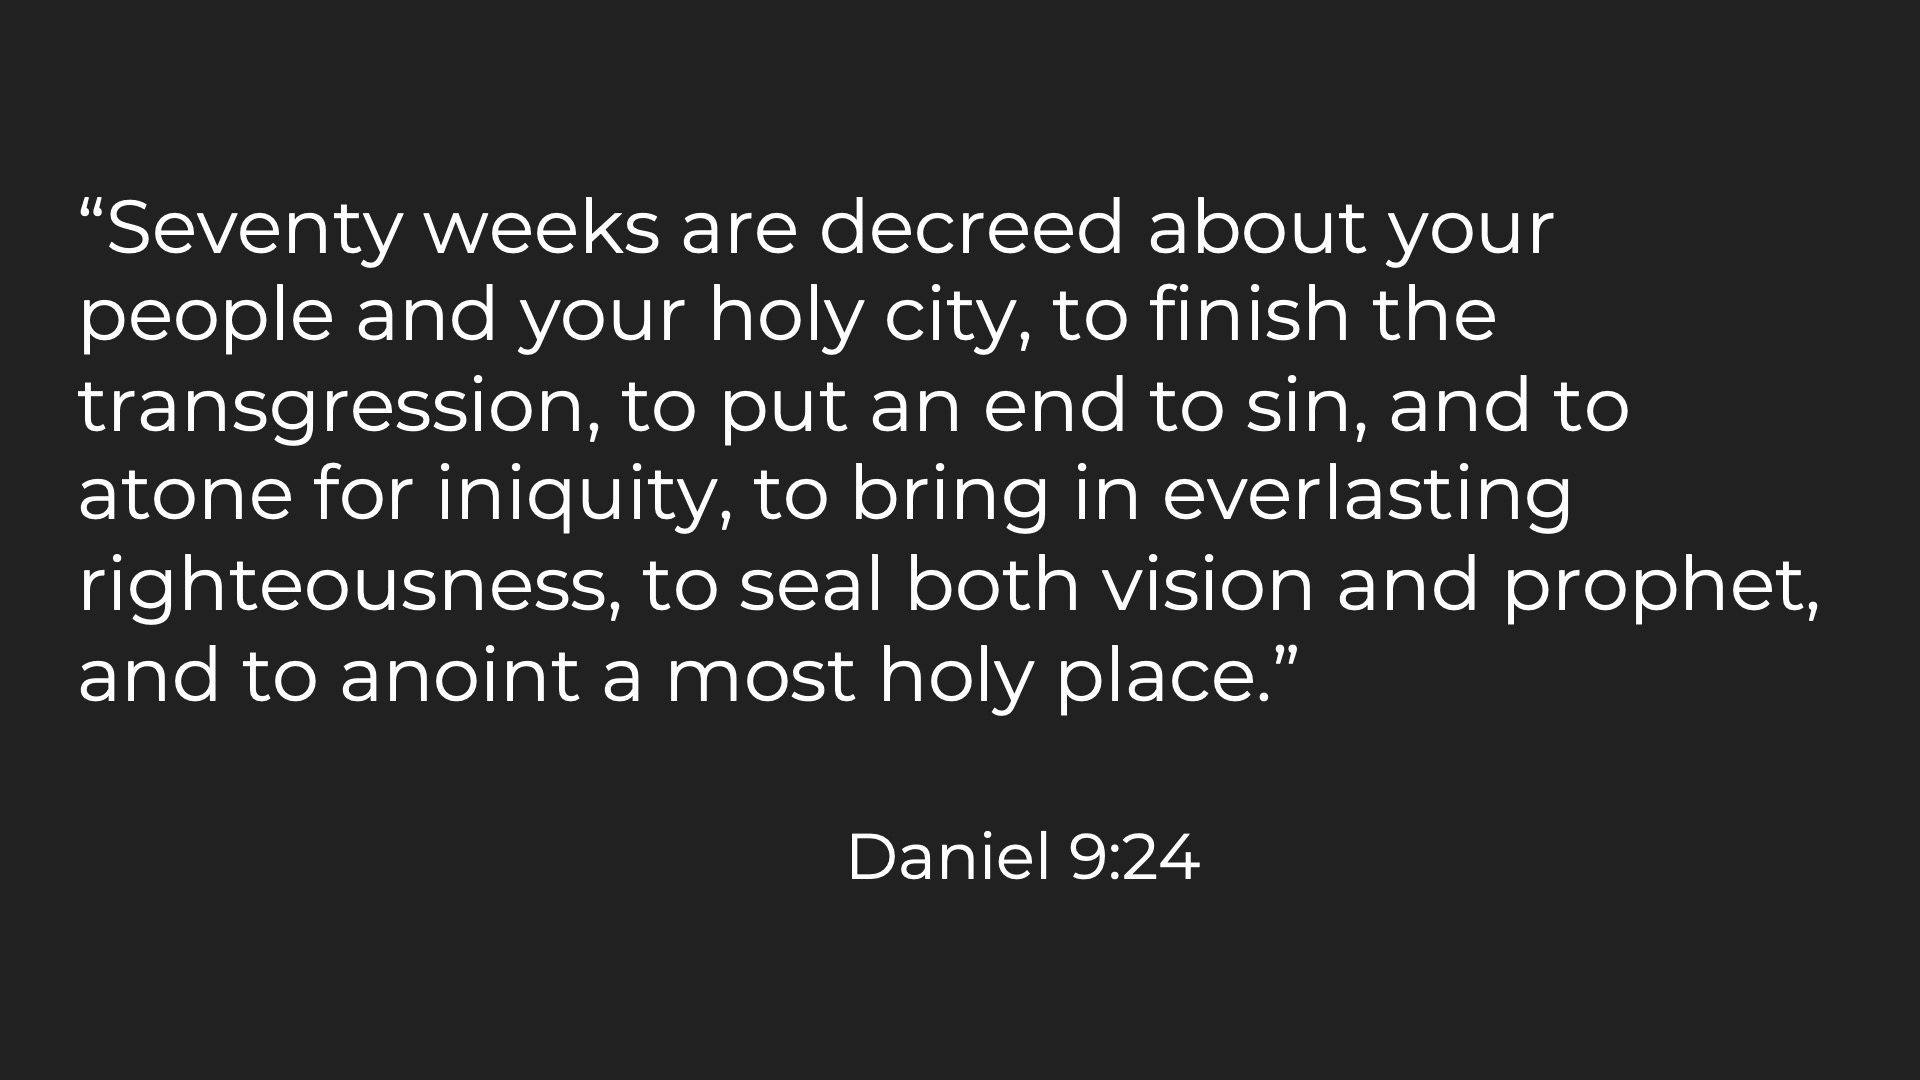 “Seventy weeks are decreed about your
people and your holy city, to finish the
transgression, to put an end to sin, and to
atone for iniquity, to bring in everlasting
righteousness, to seal both vision and prophet,
and to anoint a most holy place.”
Daniel 9:24